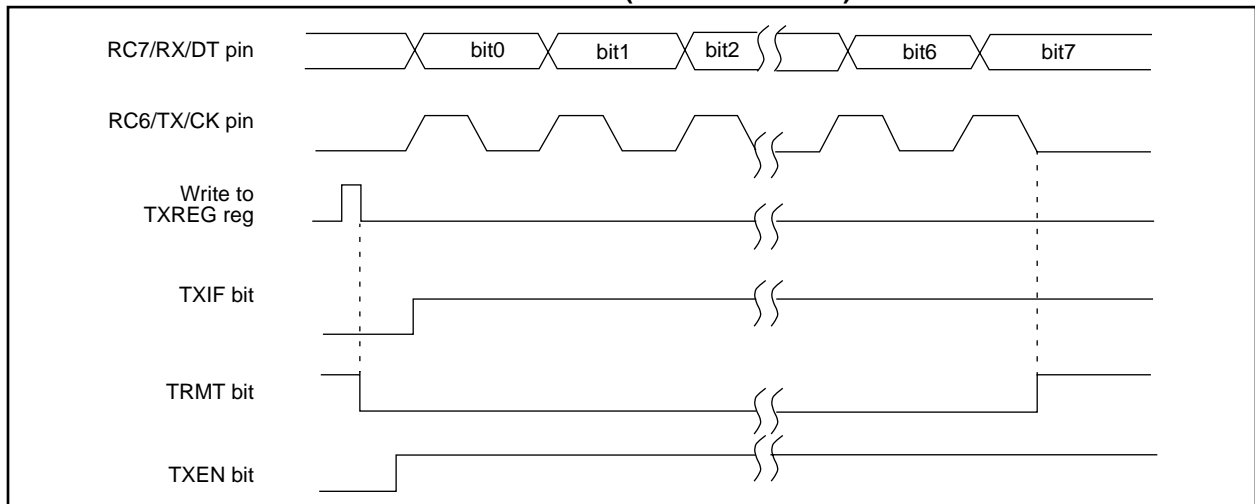 RC7/RX/DT pin
bit0
bit1
bit2
bit6
bit7
RC6/TX/CK pin
Write to
TXREG reg
TXIF bit
TRMT bit
TXEN bit